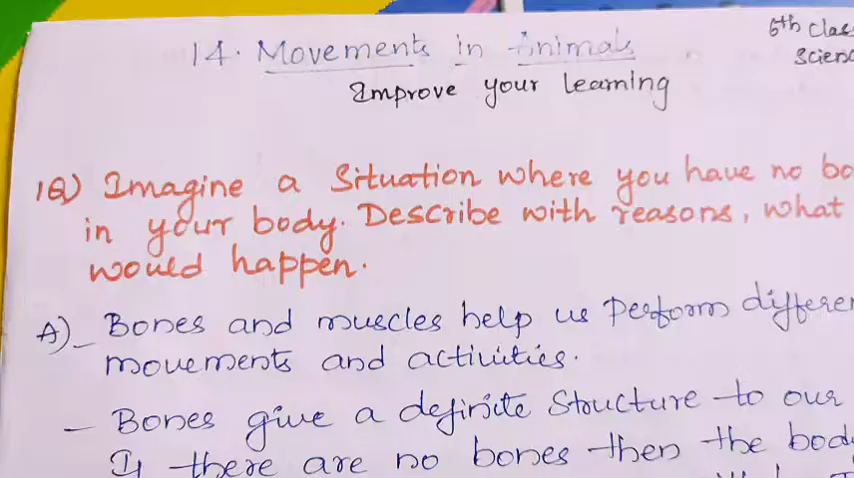 14. Movements in Animals
6th Clas
Scienc
Improve your learning
1Q) Imagine a situation where you have no bo
in your body. Describe with reasons, what
would happen.
A)- Bones and muscles help us perform differen
movements and activities.
- Bones give a definite structure to our
If there are no bones then the bod